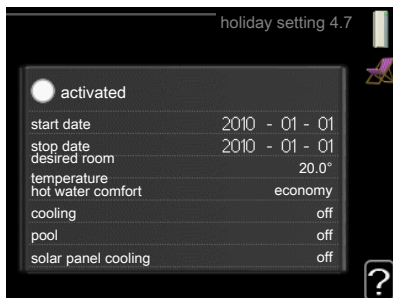 holiday setting 4.7
activated
start date 2010 - 01 - 01
stop date 2010 - 01 - 01
desired room
temperature 20.0°
hot water comfort economy
cooling off
pool off
solar panel cooling off
?